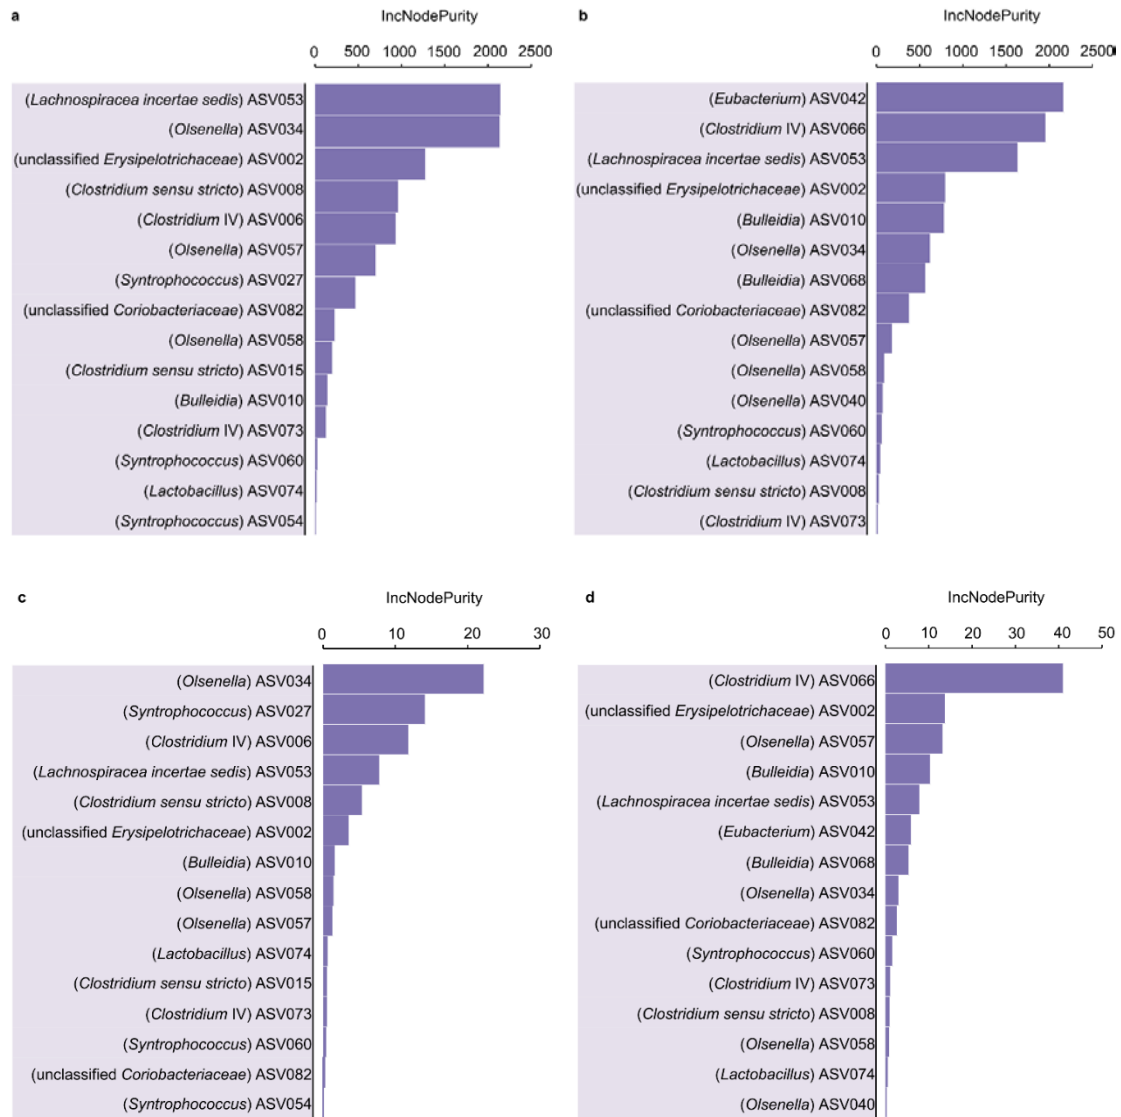 a
IncNodePurity
0 500 1000 1500 2000 2500
(Lachnospiracea incertae sedis) ASV053
(Olsenella) ASV034
(unclassified Erysipelotrichaceae) ASV002
(Clostridium sensu stricto) ASV008
(Clostridium IV) ASV006
(Olsenella) ASV057
(Syntrophococcus) ASV027
(unclassified Coriobacteriaceae) ASV082
(Olsenella) ASV058
(Clostridium sensu stricto) ASV015
(Bulleidia) ASV010
(Clostridium IV) ASV073
(Syntrophococcus) ASV060
(Lactobacillus) ASV074
(Syntrophococcus) ASV054
b
IncNodePurity
0 500 1000 1500 2000 2500
(Eubacterium) ASV042
(Clostridium IV) ASV066
(Lachnospiracea incertae sedis) ASV053
(unclassified Erysipelotrichaceae) ASV002
(Bulleidia) ASV010
(Olsenella) ASV034
(Bulleidia) ASV068
(unclassified Coriobacteriaceae) ASV082
(Olsenella) ASV057
(Olsenella) ASV058
(Olsenella) ASV040
(Syntrophococcus) ASV060
(Lactobacillus) ASV074
(Clostridium sensu stricto) ASV008
(Clostridium IV) ASV073
c
IncNodePurity
0 10 20 30
(Olsenella) ASV034
(Syntrophococcus) ASV027
(Clostridium IV) ASV006
(Lachnospiracea incertae sedis) ASV053
(Clostridium sensu stricto) ASV008
(unclassified Erysipelotrichaceae) ASV002
(Bulleidia) ASV010
(Olsenella) ASV058
(Olsenella) ASV057
(Lactobacillus) ASV074
(Clostridium sensu stricto) ASV015
(Clostridium IV) ASV073
(Syntrophococcus) ASV060
(unclassified Coriobacteriaceae) ASV082
(Syntrophococcus) ASV054
d
IncNodePurity
0 10 20 30 40 50
(Clostridium IV) ASV066
(unclassified Erysipelotrichaceae) ASV002
(Olsenella) ASV057
(Bulleidia) ASV010
(Lachnospiracea incertae sedis) ASV053
(Eubacterium) ASV042
(Bulleidia) ASV068
(Olsenella) ASV034
(unclassified Coriobacteriaceae) ASV082
(Syntrophococcus) ASV060
(Clostridium IV) ASV073
(Clostridium sensu stricto) ASV008
(Olsenella) ASV058
(Lactobacillus) ASV074
(Olsenella) ASV040